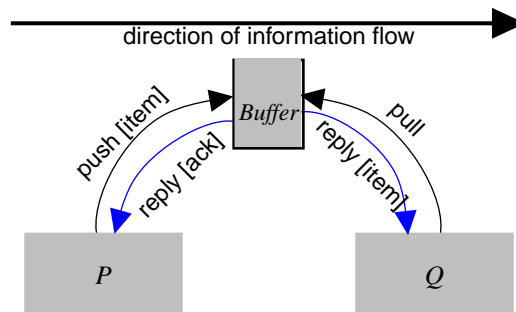 direction of information flow
Buffer
push [item]
reply [ack]
reply [item]
pull
P
Q